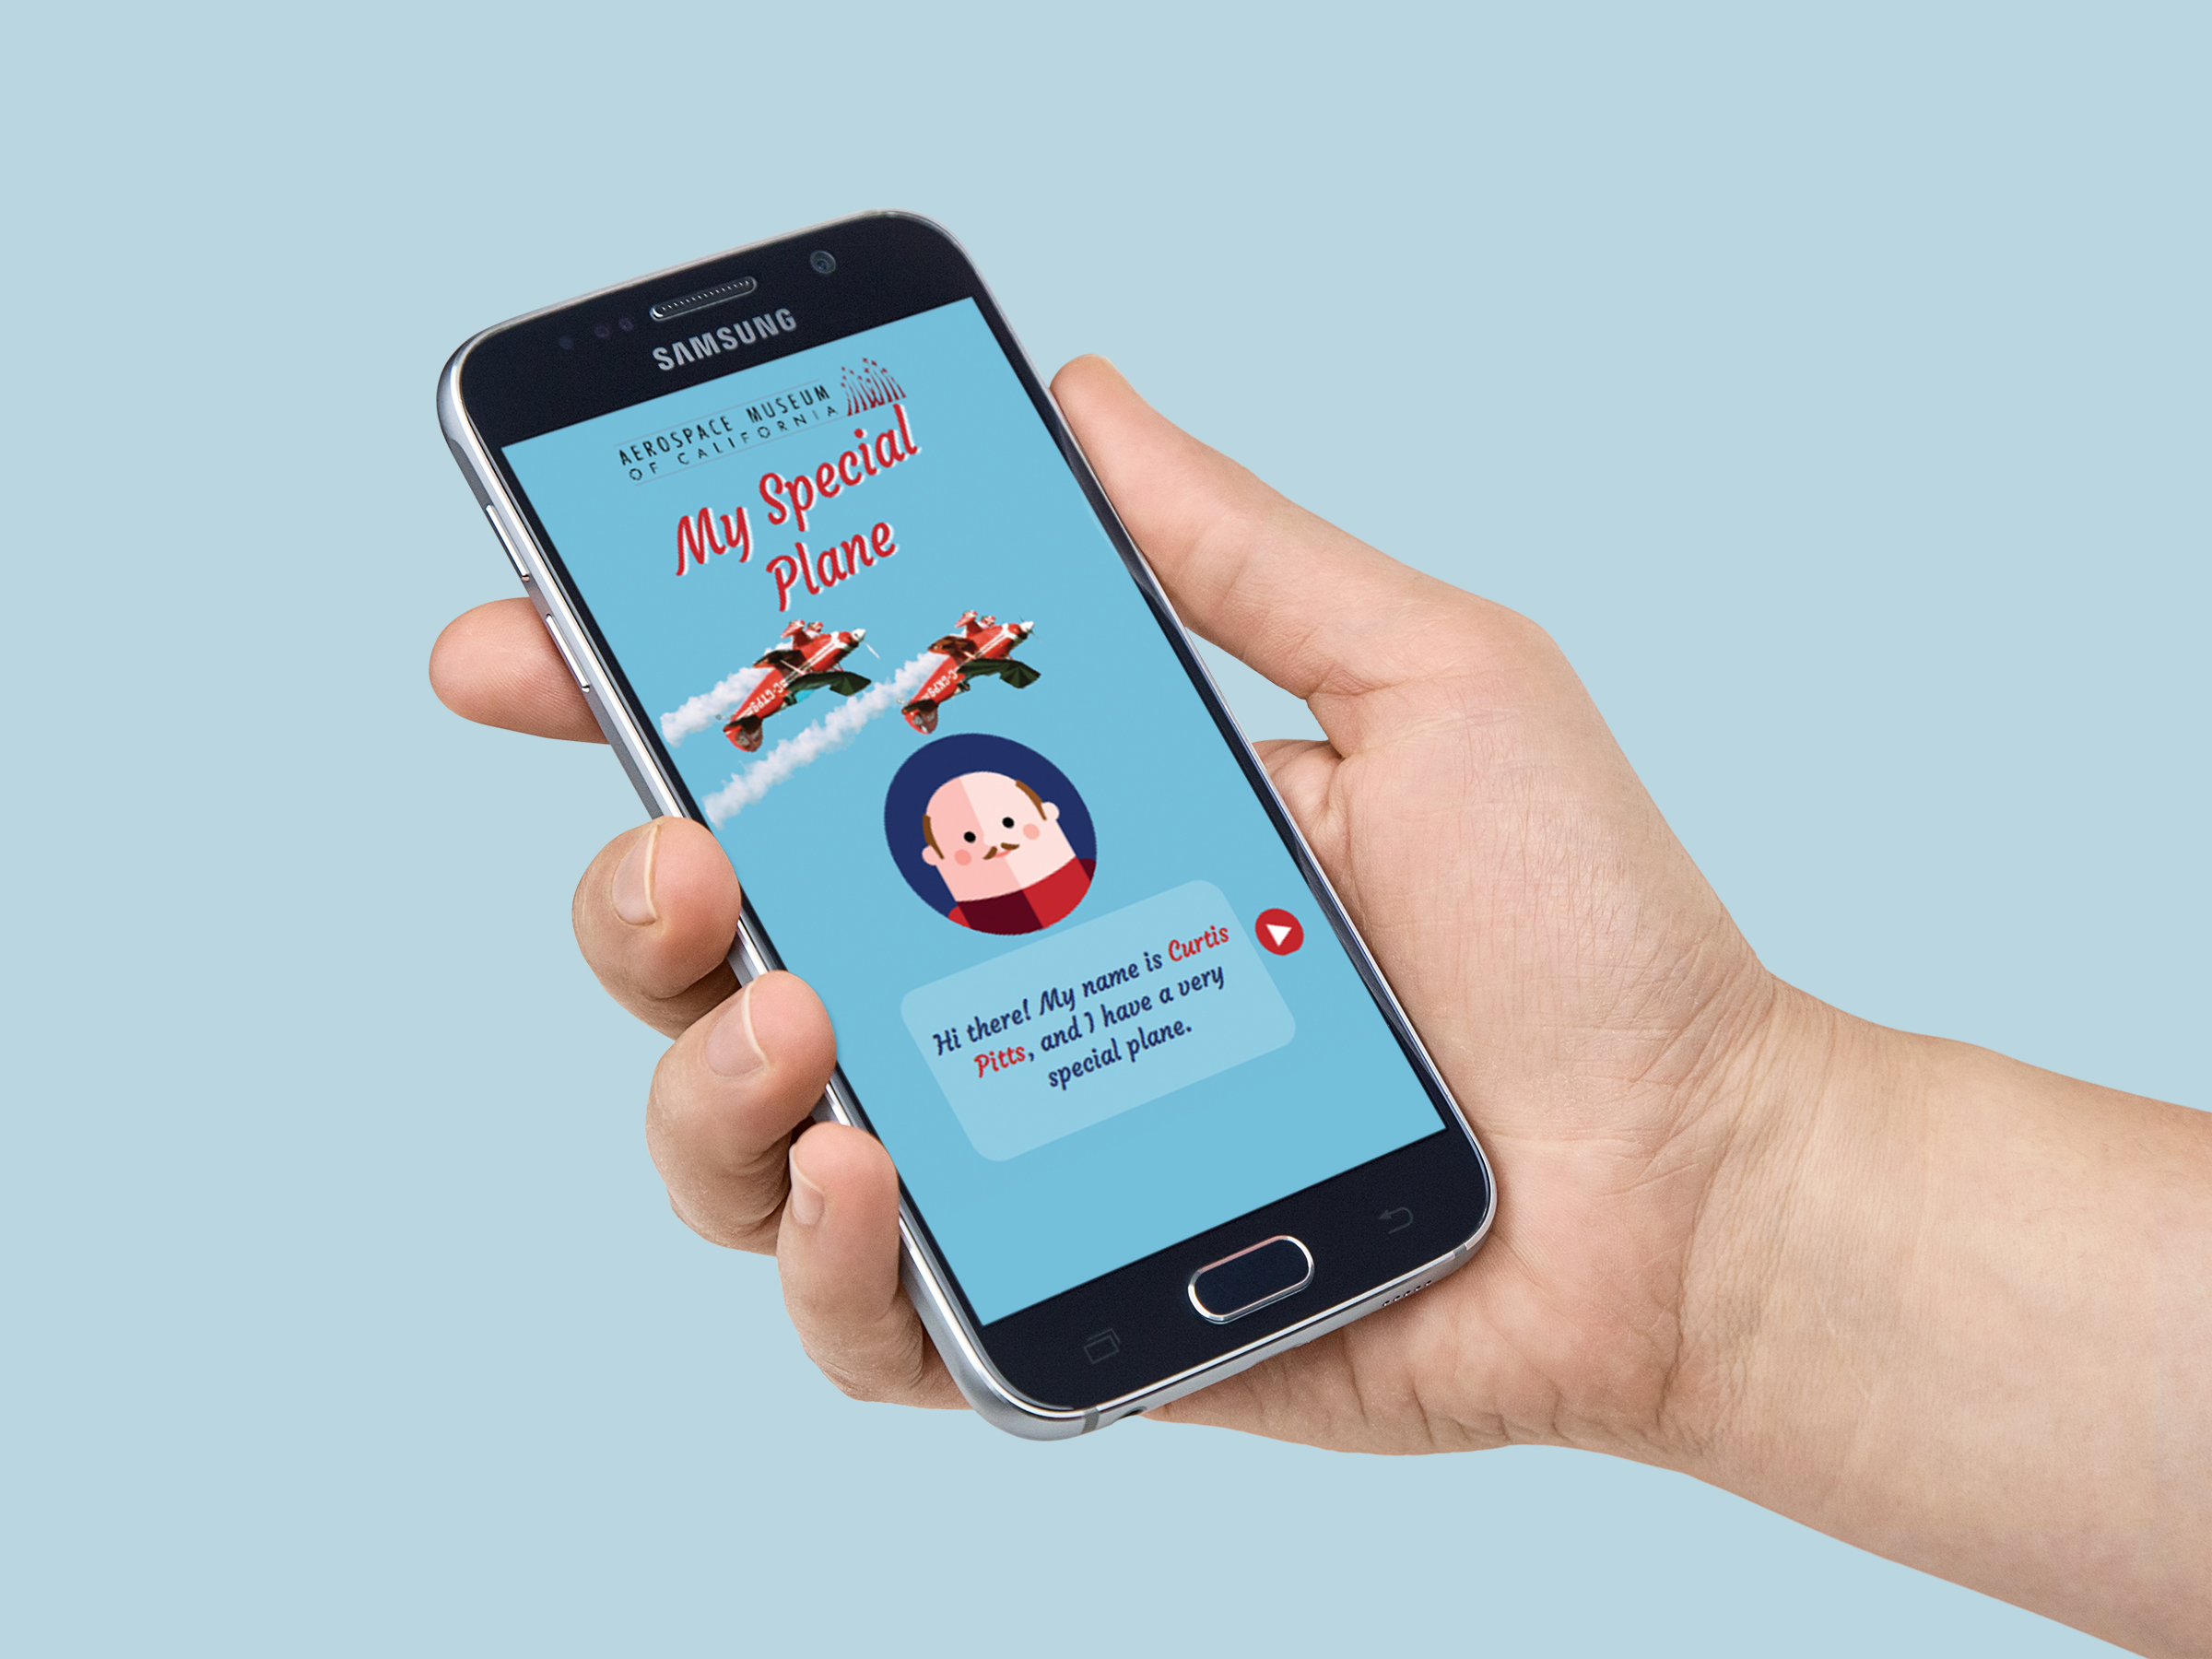 SAMSUNG
AEROSPACE MUSEUM
OF CALIFORNIA
My Special
Plane
Hi there! My name is Curtis
Pitts, and I have a very
special plane.